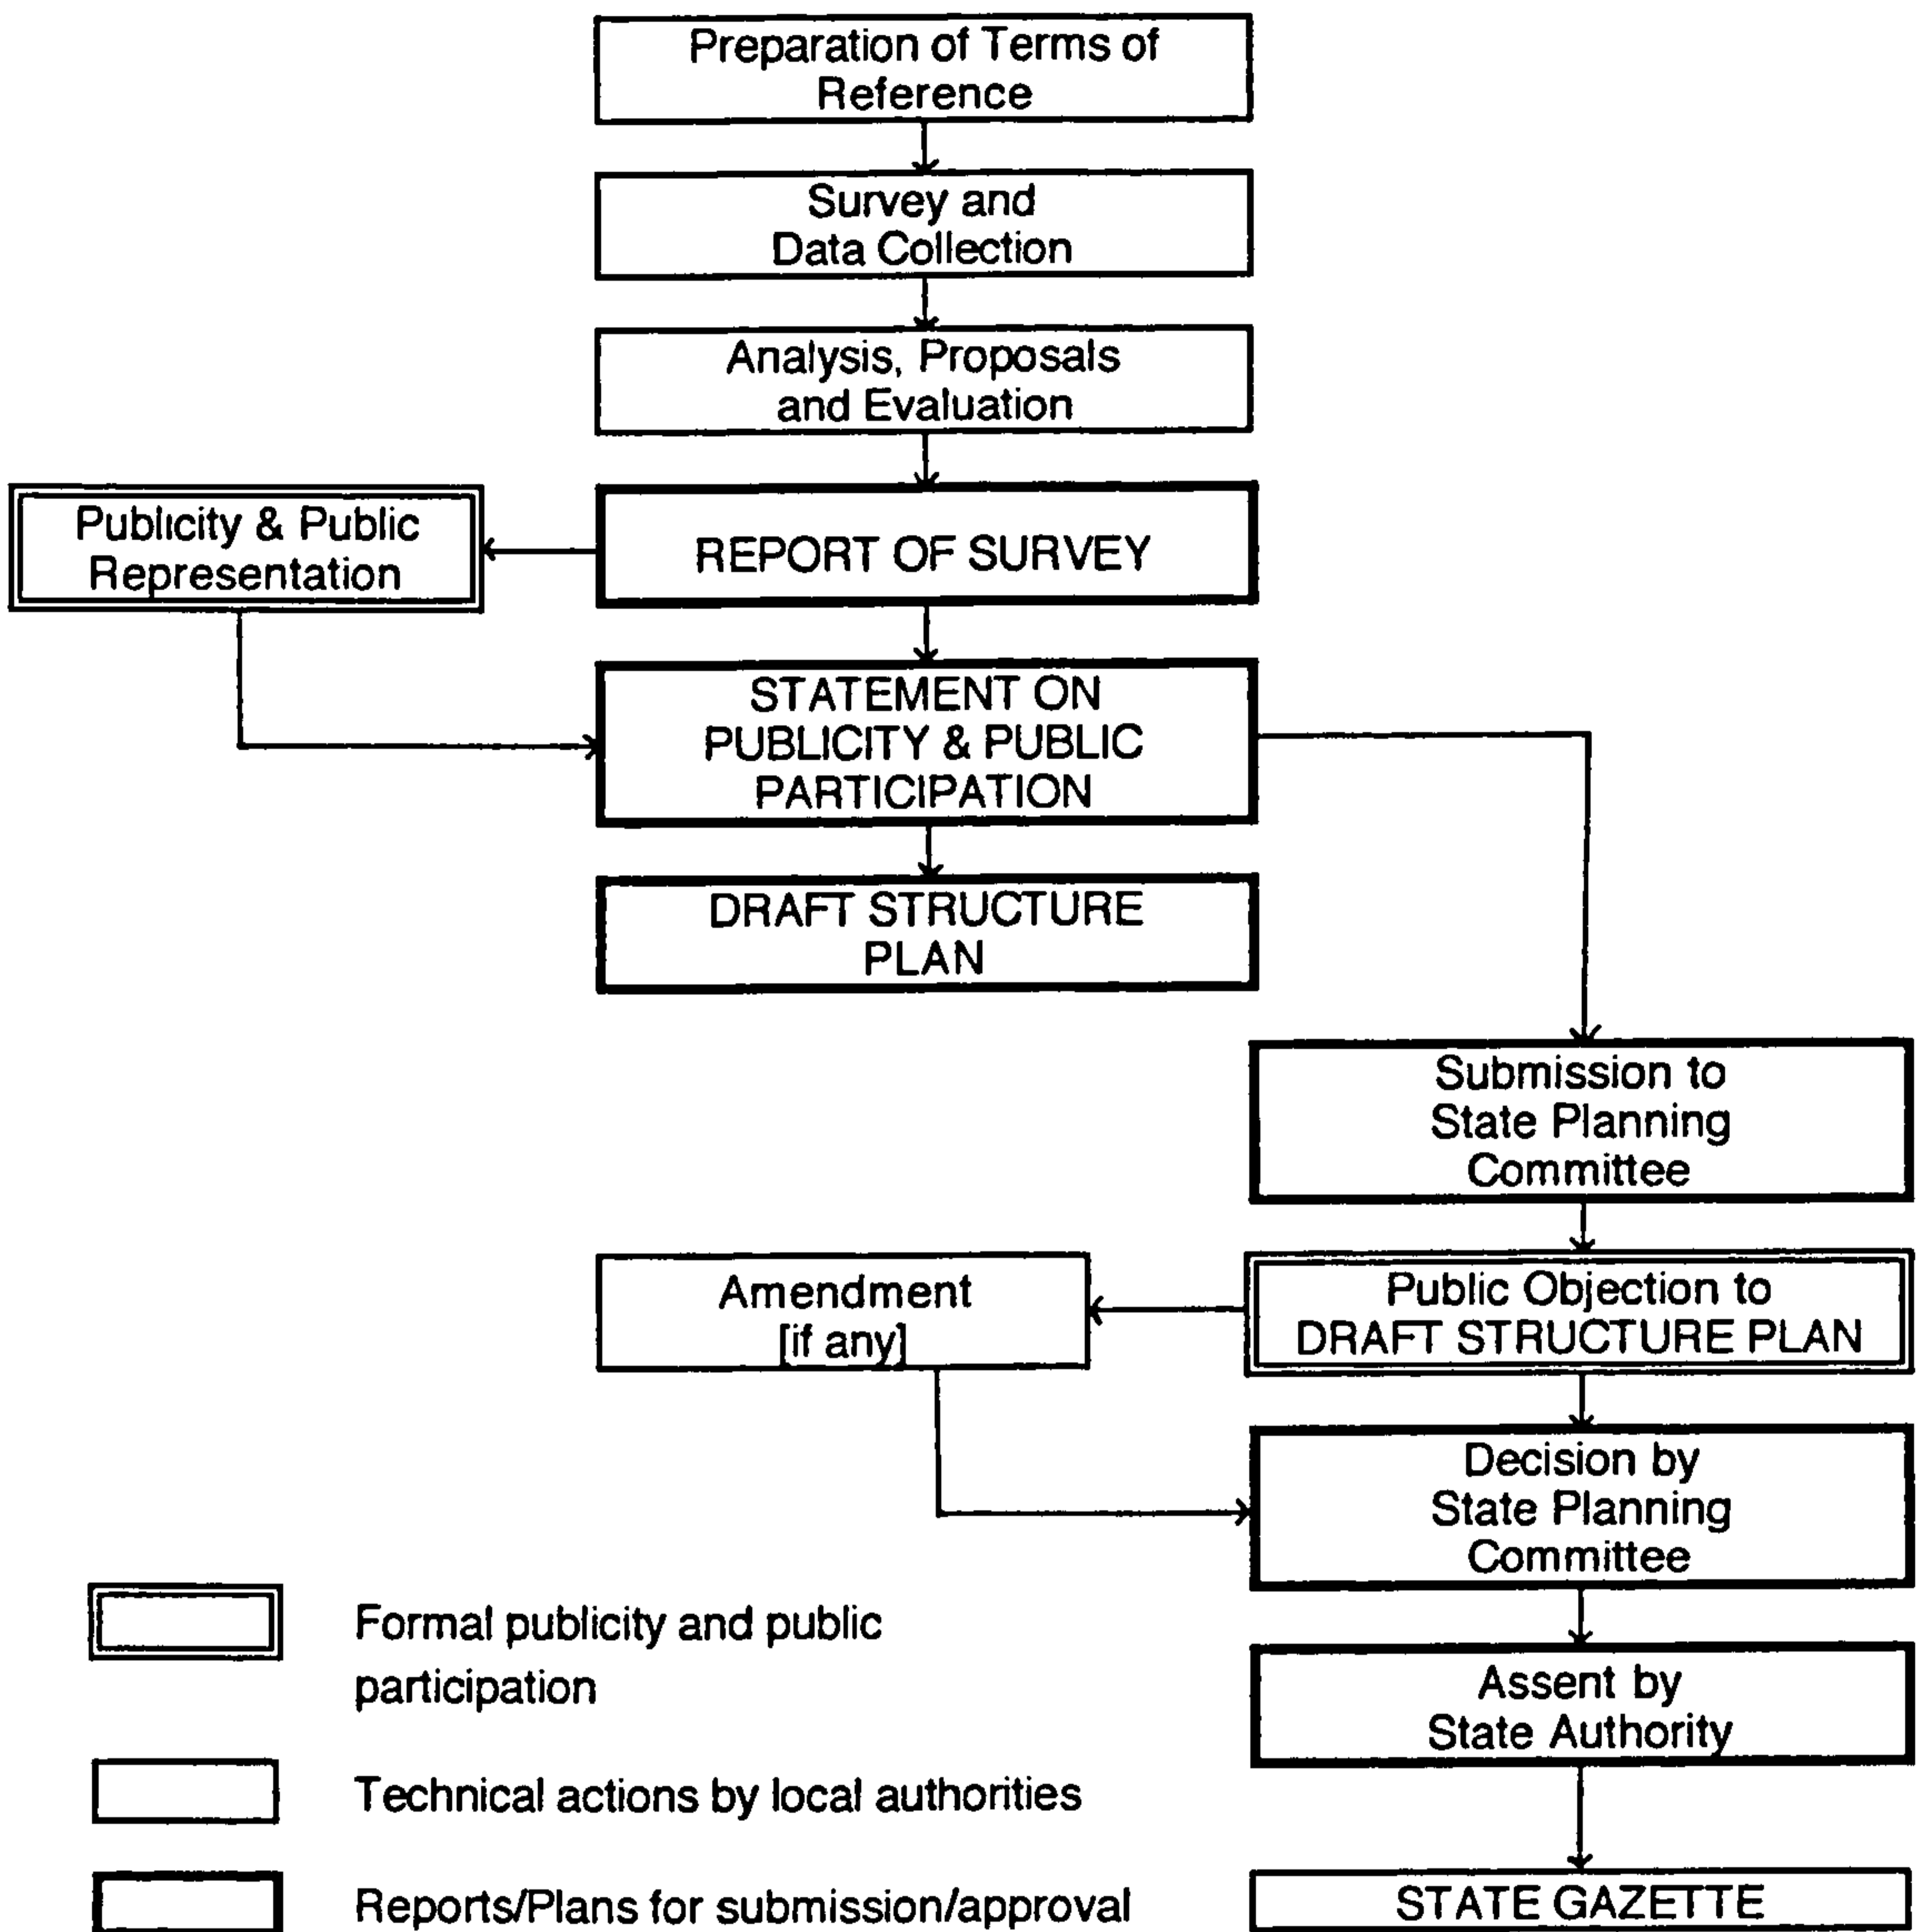 Preparation of Terms of
Reference
Survey and
Data Collection
Analysis, Proposals
and Evaluation
Publicity & Public
Representation
REPORT OF SURVEY
STATEMENT ON
PUBLICITY & PUBLIC
PARTICIPATION
DRAFT STRUCTURE
PLAN
Submission to
State Planning
Committee
Amendment
[if any]
Public Objection to
DRAFT STRUCTURE PLAN
Decision by
State Planning
Committee
Assent by
State Authority
STATE GAZETTE
Formal publicity and public
participation
Technical actions by local authorities
Reports/Plans for submission/approval